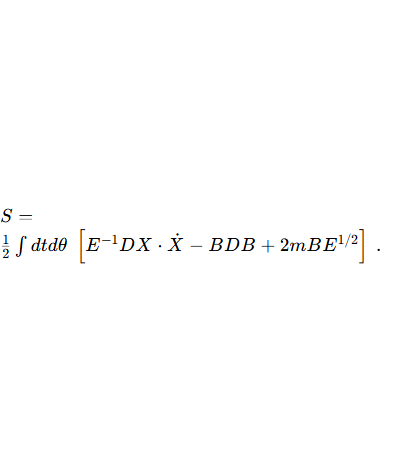 S =
½ ∫ dtdθ [E⁻¹DX · Ẋ − BDB + 2mBE^{1/2}] .